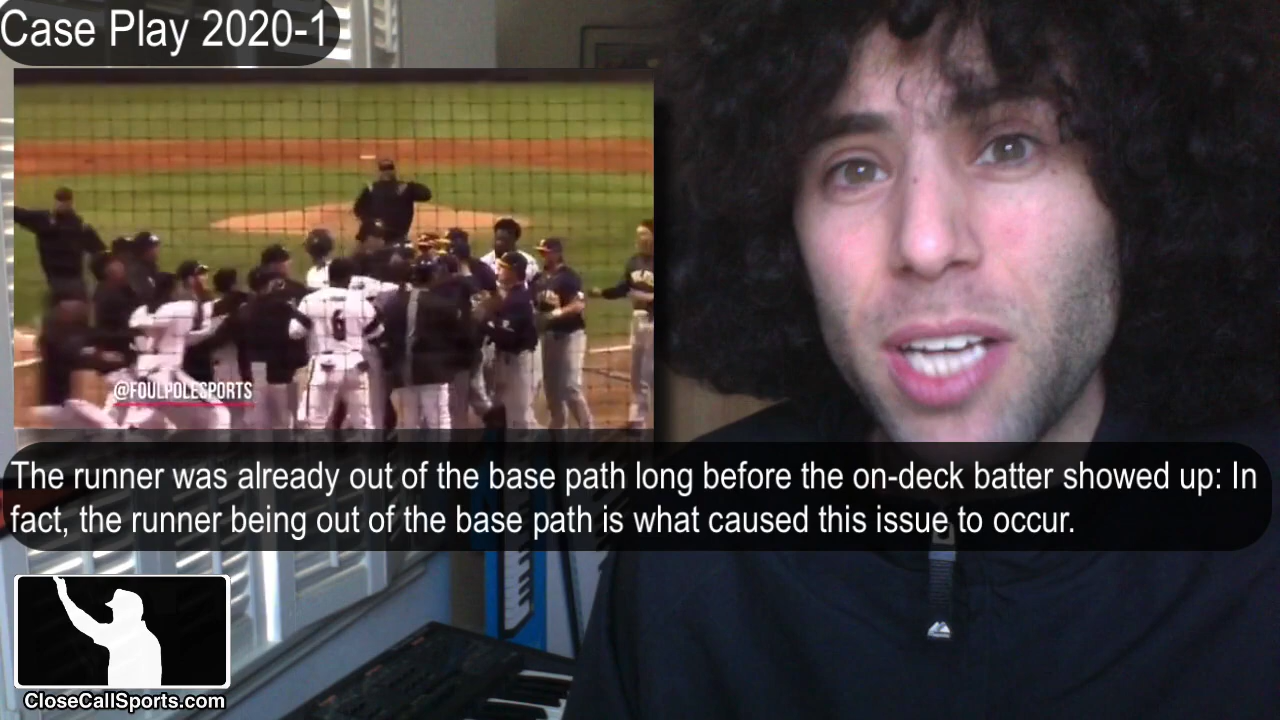 Case Play 2020-1
6
@FOULPOLESPORTS
The runner was already out of the base path long before the on-deck batter showed up: In
fact, the runner being out of the base path is what caused this issue to occur.
CloseCallSports.com